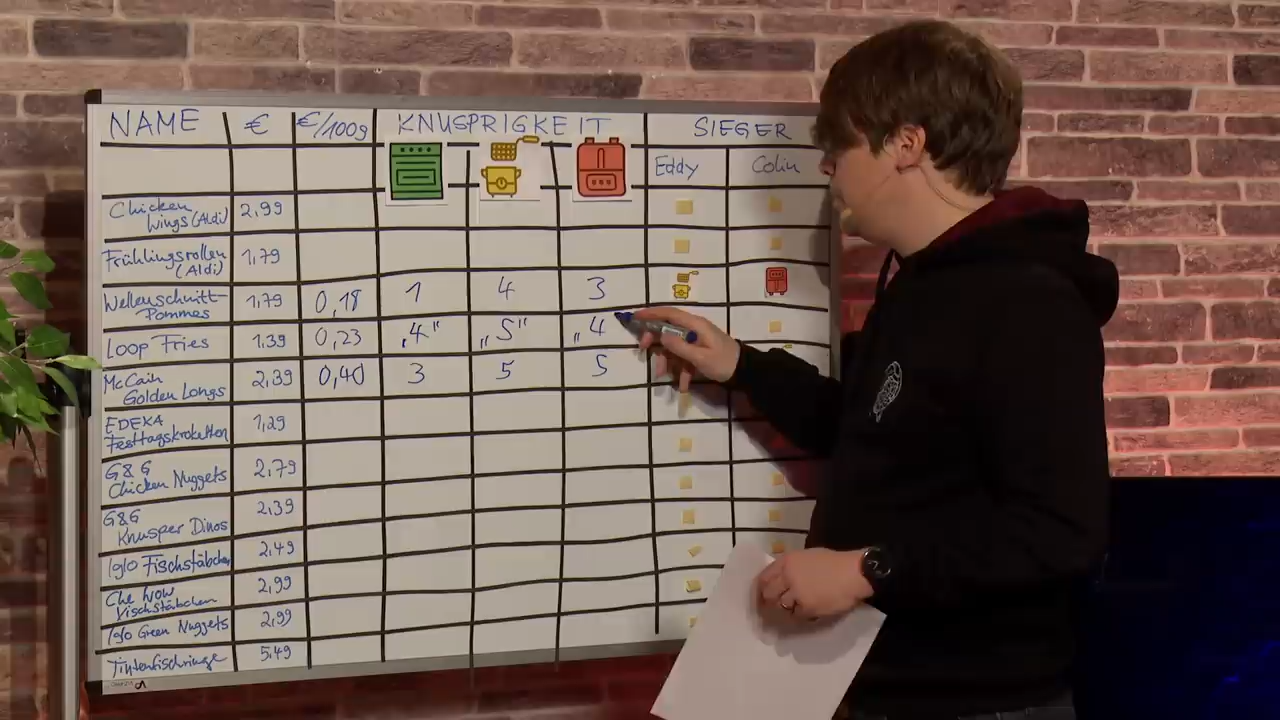 NAME € €/100g KNUSPRIGKEIT SIEGER
Eddy Colin
Chicken
Wings (Aldi) 2,99
Frühlingsrollen
(Aldi) 1,79
Wellenschnitt-
Pommes 1,79 0,18 1 4 3
Loop Fries 1,39 0,23 „4" „5" „4
McCain
Golden Longs 2,39 0,40 3 5 5
EDEKA
Festtagskroketten 1,29
G&G
Chicken Nuggets 2,79
G&G
Knusper Dinos 2,39
Iglo Fischstäbchen 2,49
Che Wow
Vischstäbchen 2,99
Iglo Green Nuggets 2,99
Tintenfischringe 5,49